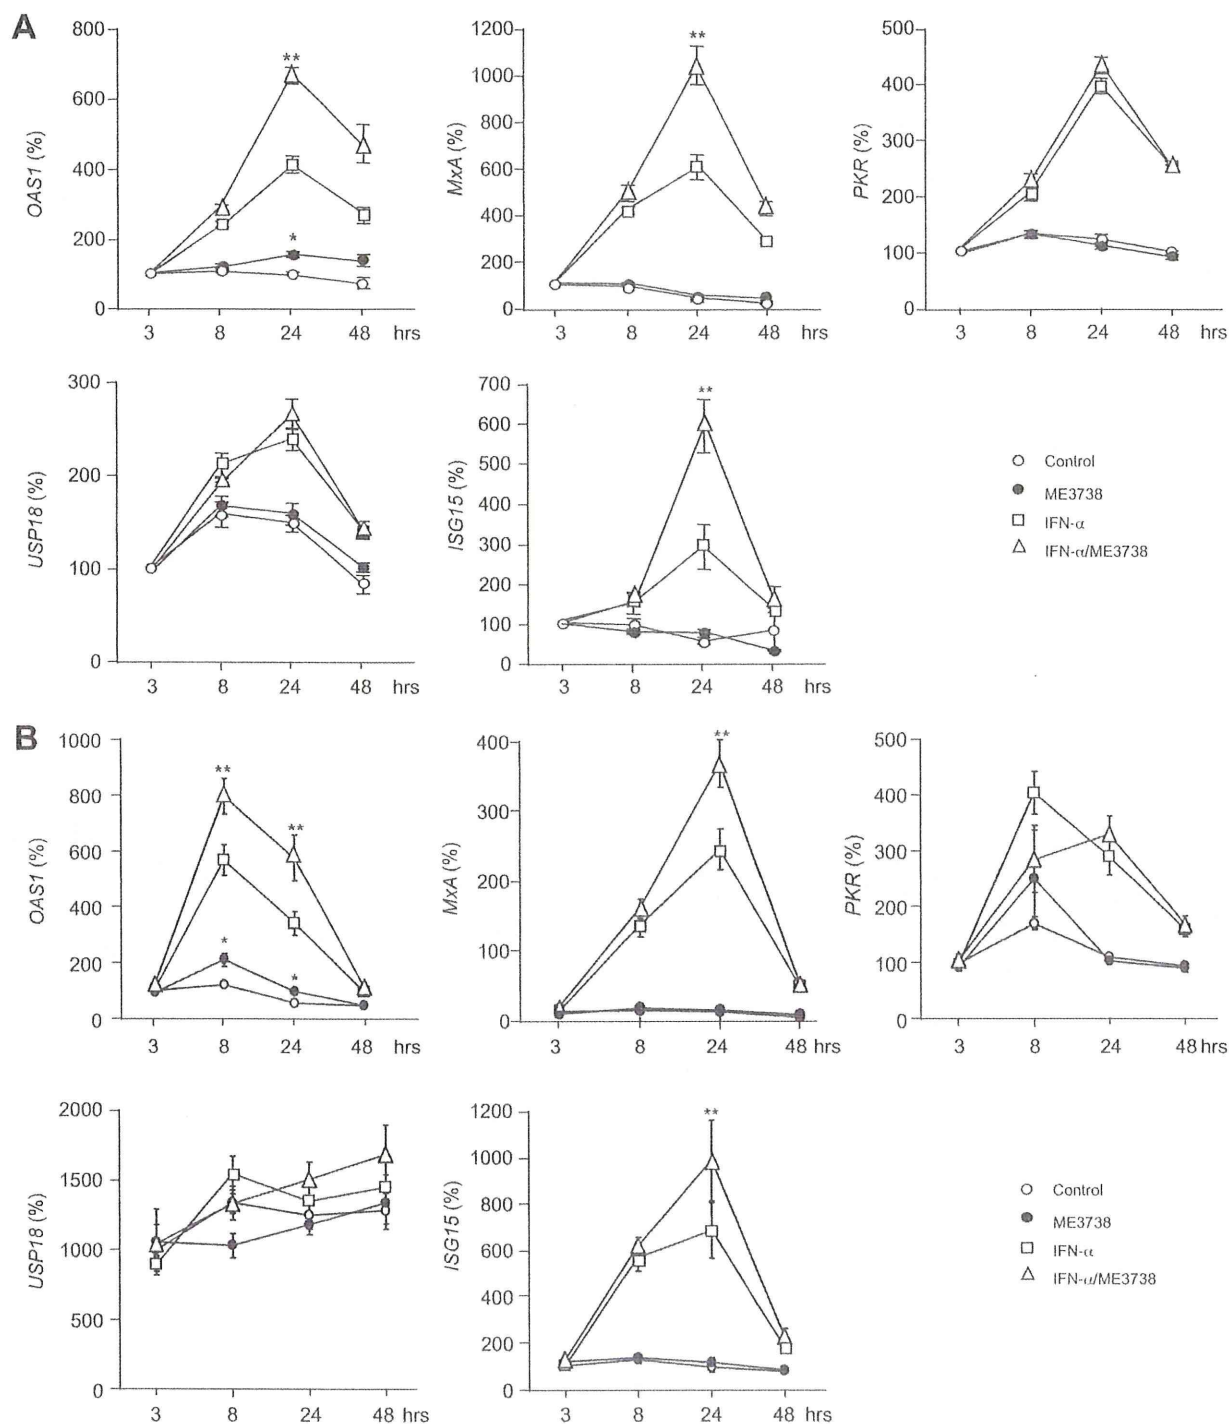 A
OAS1 (%)
800
600
400
200
0
3 8 24 48 hrs
**
*
MxA (%)
1200
1000
800
600
400
200
0
3 8 24 48 hrs
**
PKR (%)
500
400
300
200
100
0
3 8 24 48 hrs
USP18 (%)
300
200
100
0
3 8 24 48 hrs
ISG15 (%)
700
600
500
400
300
200
100
0
3 8 24 48 hrs
**
Control
ME3738
IFN-α
IFN-α/ME3738
B
OAS1 (%)
1000
800
600
400
200
0
3 8 24 48 hrs
**
**
*
*
MxA (%)
400
300
200
100
0
3 8 24 48 hrs
**
PKR (%)
500
400
300
200
100
0
3 8 24 48 hrs
USP18 (%)
2000
1500
1000
500
0
3 8 24 48 hrs
ISG15 (%)
1200
1000
800
600
400
200
0
3 8 24 48 hrs
**
Control
ME3738
IFN-α
IFN-α/ME3738